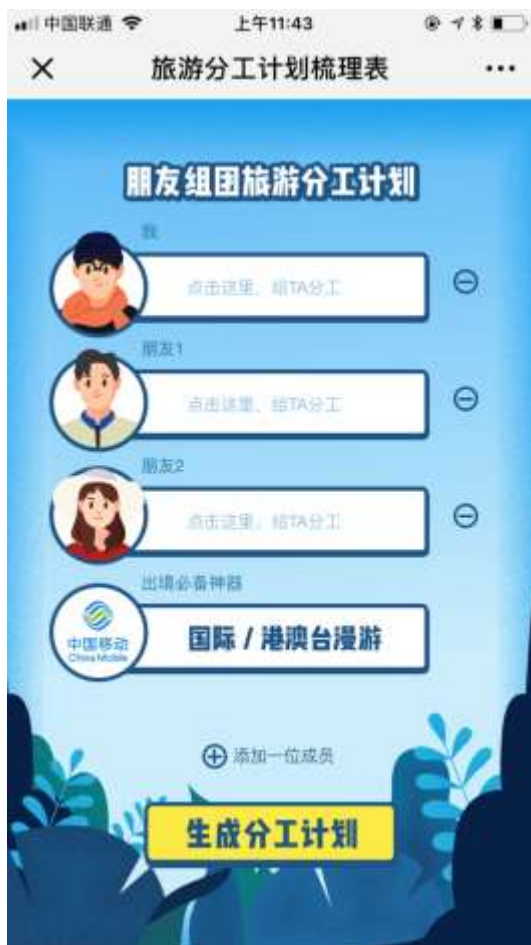 中国联通
上午11:43
旅游分工计划梳理表
朋友组团旅游分工计划
我
点击这里，给TA分工
朋友1
点击这里，给TA分工
朋友2
点击这里，给TA分工
出境必备神器
中国移动
China Mobile
国际 / 港澳台漫游
添加一位成员
生成分工计划